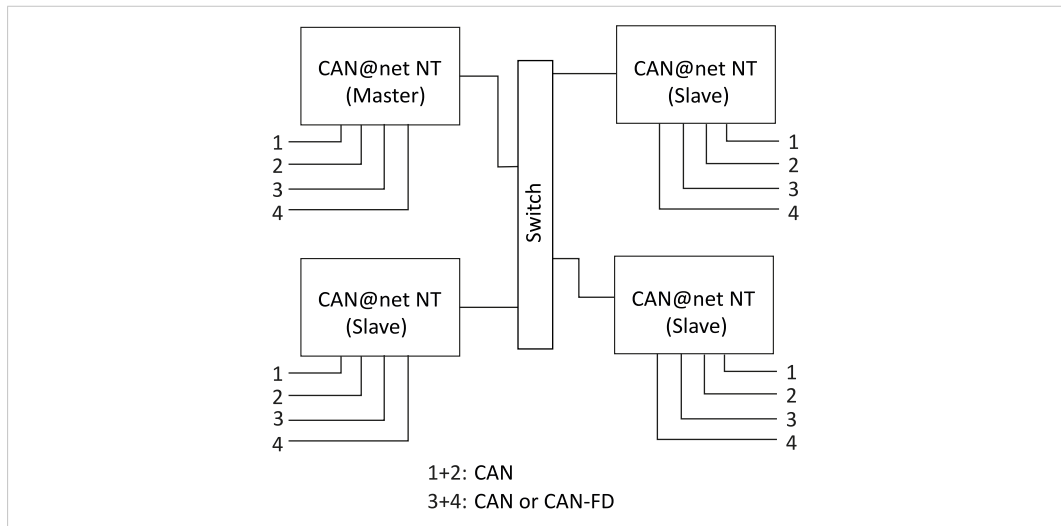 CAN@net NT
(Master)
1
2
3
4
CAN@net NT
(Slave)
1
2
3
4
Switch
CAN@net NT
(Slave)
1
2
3
4
CAN@net NT
(Slave)
1
2
3
4
1+2: CAN
3+4: CAN or CAN-FD